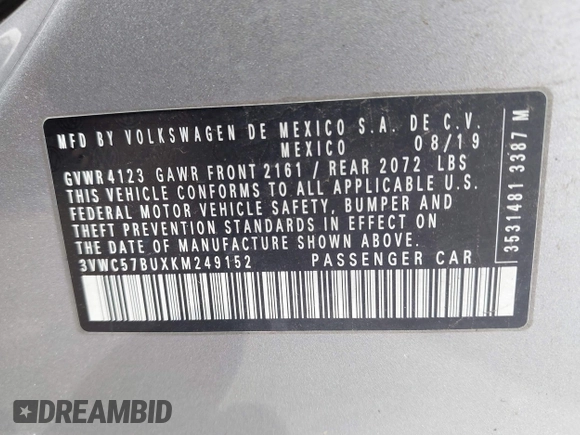 MFD BY VOLKSWAGEN DE MEXICO S.A. DE C.V.
MEXICO 08/19
GVWR 4123 GAWR FRONT 2161 / REAR 2072 LBS
THIS VEHICLE CONFORMS TO ALL APPLICABLE U.S.
FEDERAL MOTOR VEHICLE SAFETY, BUMPER AND
THEFT PREVENTION STANDARDS IN EFFECT ON
THE DATE OF MANUFACTURE SHOWN ABOVE.
3VWC57BUXKM249152 PASSENGER CAR
3531481 3387 M
DREAMBID